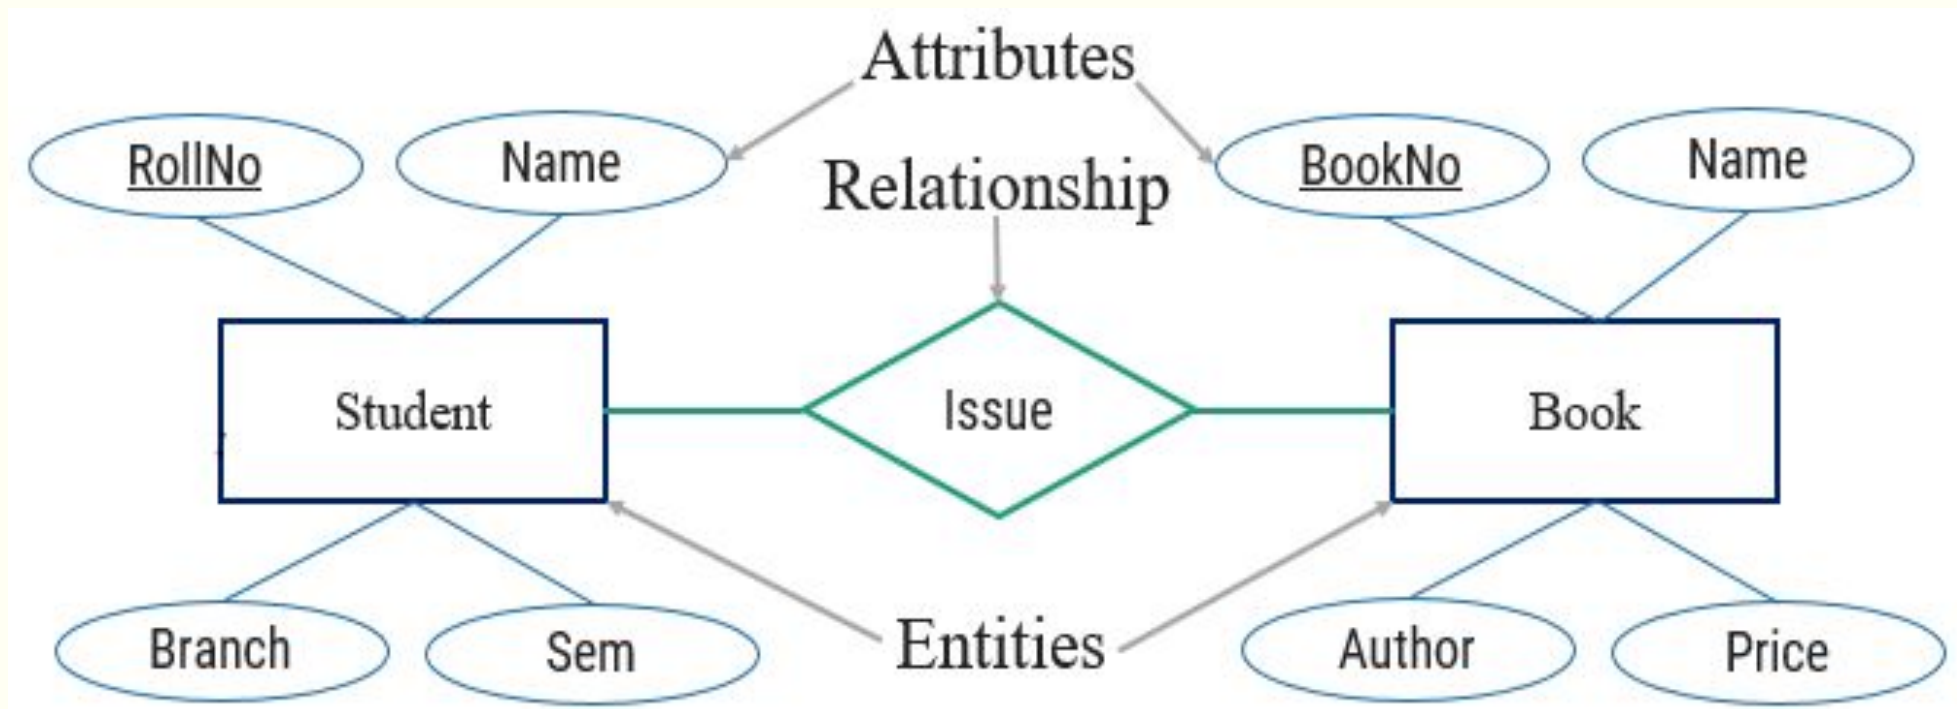 Attributes
RollNo
Name
Relationship
BookNo
Name
Student
Issue
Book
Branch
Sem
Entities
Author
Price